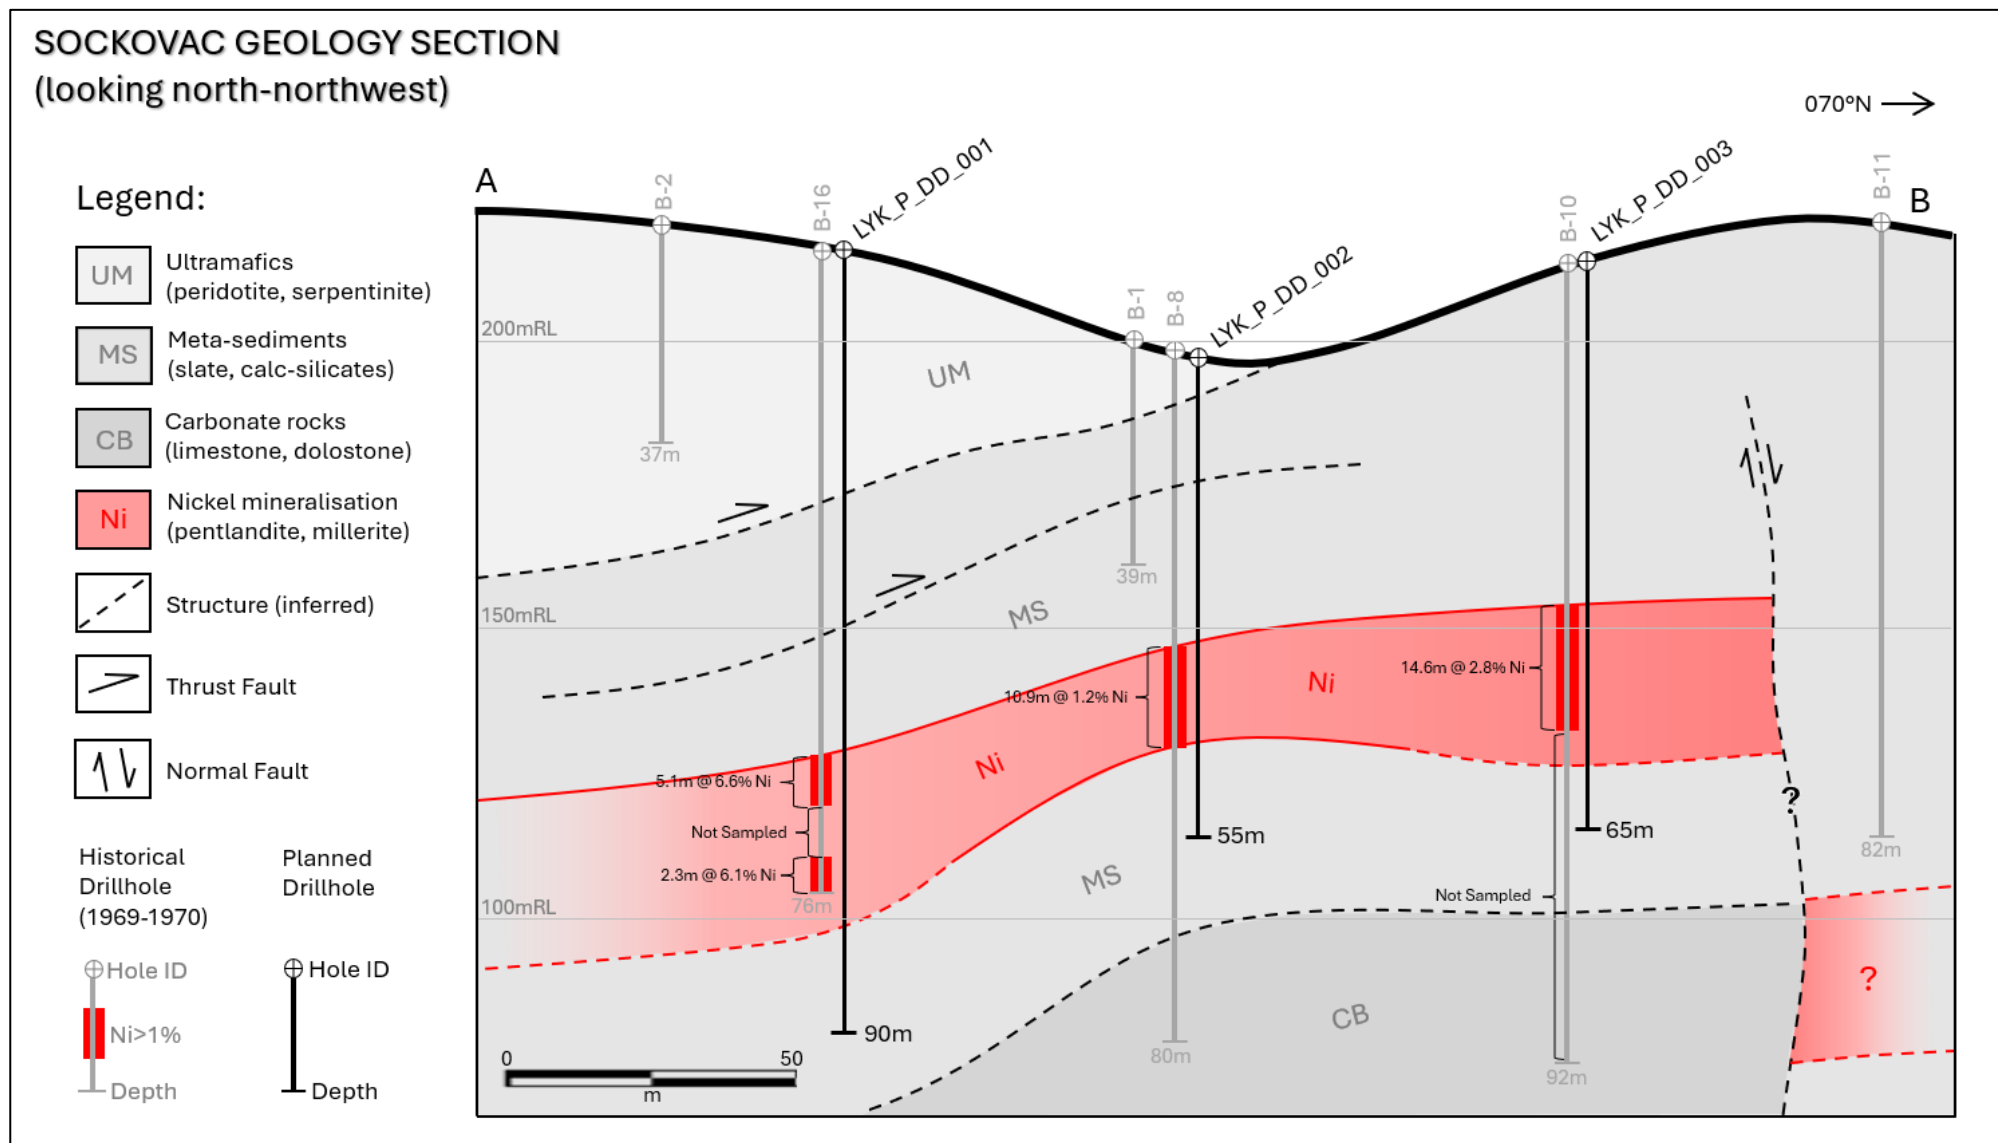 SOCKOVAC GEOLOGY SECTION
(looking north-northwest)
070°N
Legend:
UM
Ultramafics
(peridotite, serpentinite)
MS
Meta-sediments
(slate, calc-silicates)
CB
Carbonate rocks
(limestone, dolostone)
Ni
Nickel mineralisation
(pentlandite, millerite)
Structure (inferred)
Thrust Fault
Normal Fault
Historical
Drillhole
(1969-1970)
Planned
Drillhole
Hole ID
Ni>1%
Depth
Hole ID
Depth
A
B-2
B-16
LYK_P_DD_001
B-1
B-8
LYK_P_DD_002
B-10
LYK_P_DD_003
B-11
B
200mRL
UM
37m
39m
150mRL
MS
14.6m @ 2.8% Ni
Ni
10.9m @ 1.2% Ni
Ni
5.1m @ 6.6% Ni
Not Sampled
2.3m @ 6.1% Ni
76m
?
55m
65m
82m
MS
Not Sampled
100mRL
?
CB
90m
80m
92m
0
50
m